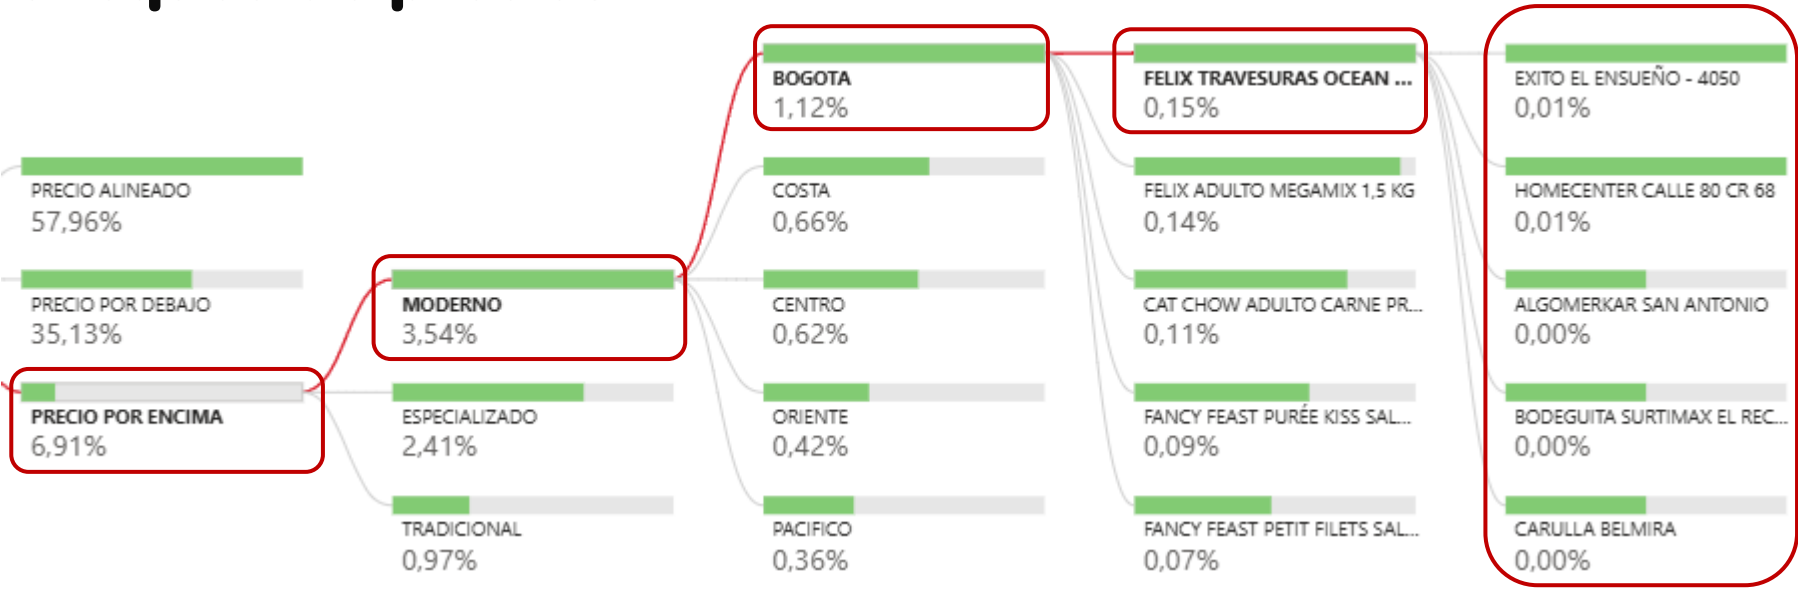 PRECIO ALINEADO
57,96%
PRECIO POR DEBAJO
35,13%
PRECIO POR ENCIMA
6,91%
MODERNO
3,54%
ESPECIALIZADO
2,41%
TRADICIONAL
0,97%
BOGOTA
1,12%
COSTA
0,66%
CENTRO
0,62%
ORIENTE
0,42%
PACIFICO
0,36%
FELIX TRAVESURAS OCEAN ...
0,15%
FELIX ADULTO MEGAMIX 1,5 KG
0,14%
CAT CHOW ADULTO CARNE PR...
0,11%
FANCY FEAST PURÉE KISS SAL...
0,09%
FANCY FEAST PETIT FILETS SAL...
0,07%
EXITO EL ENSUEÑO - 4050
0,01%
HOMECENTER CALLE 80 CR 68
0,01%
ALGOMERKAR SAN ANTONIO
0,00%
BODEGUITA SURTIMAX EL REC...
0,00%
CARULLA BELMIRA
0,00%